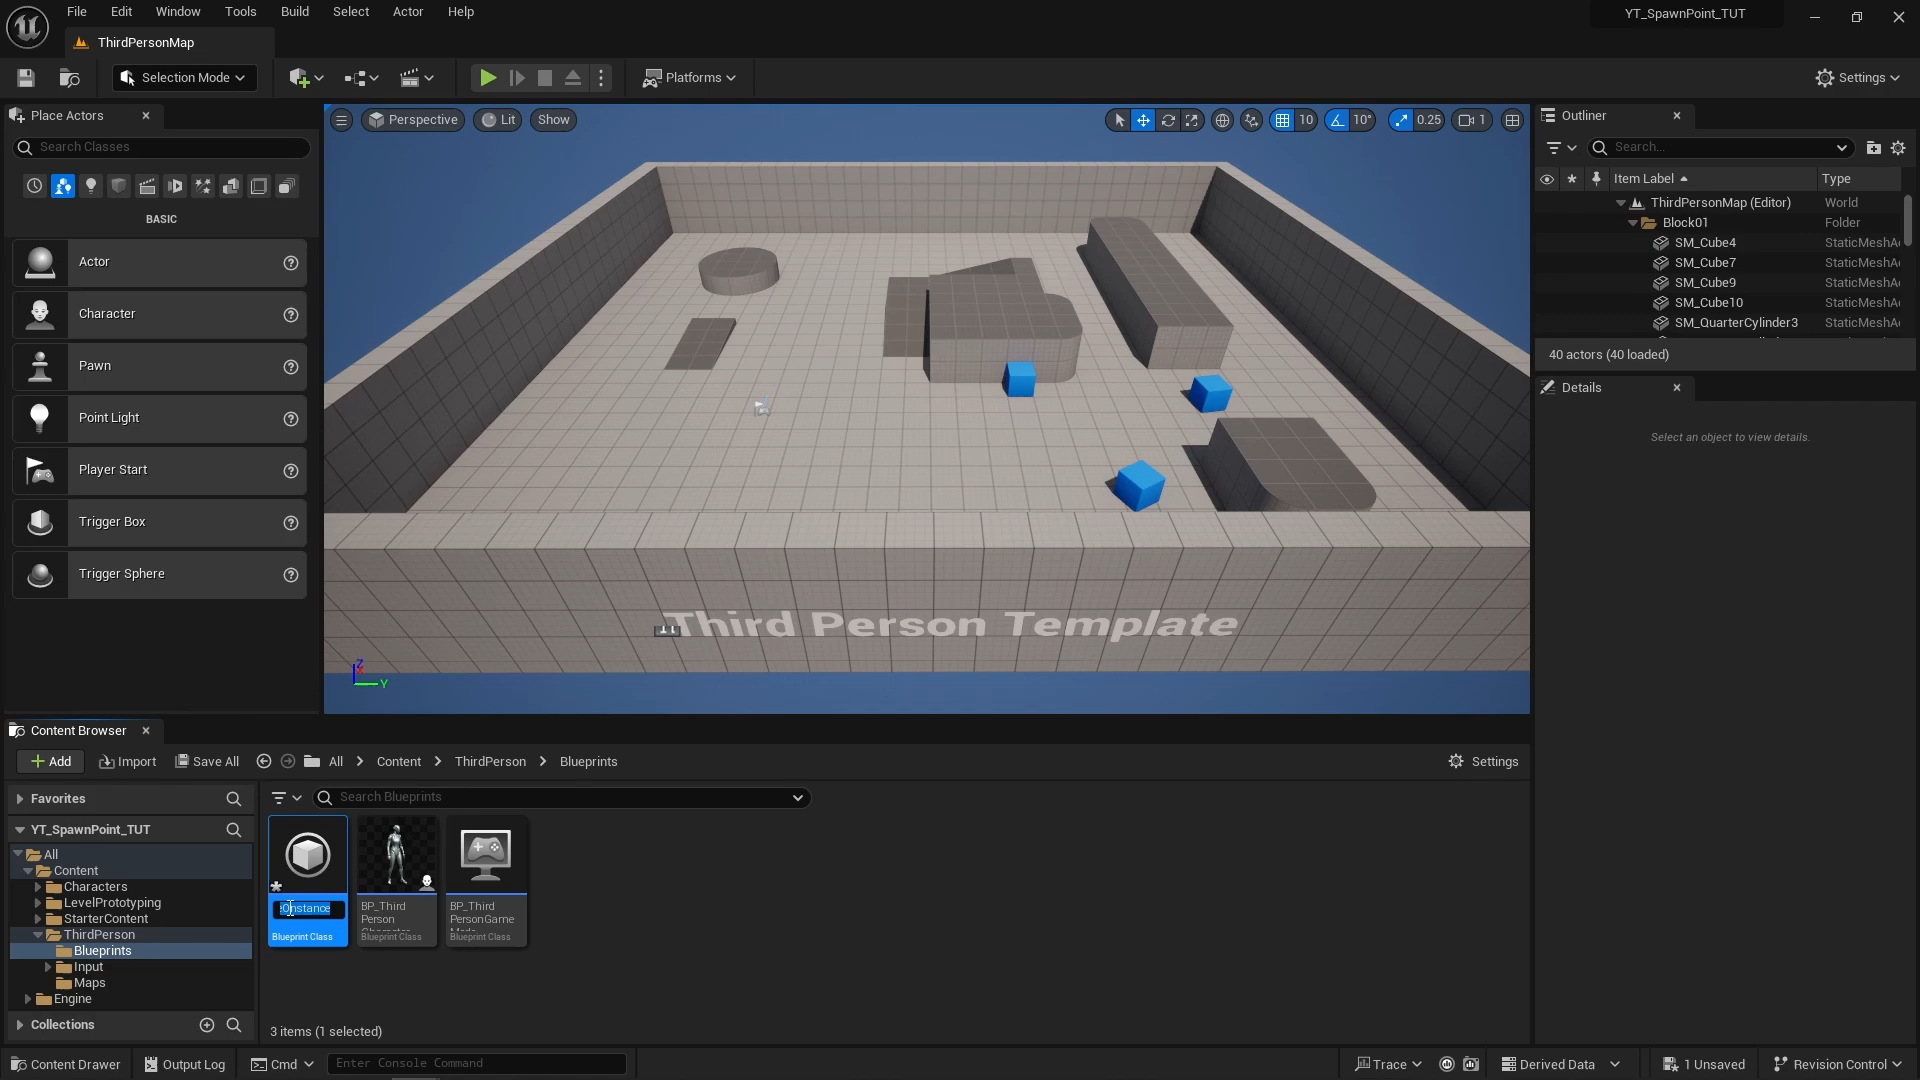 File Edit Window Tools Build Select Actor Help
YT_SpawnPoint_TUT
ThirdPersonMap
Selection Mode
Platforms
Settings
Place Actors
Search Classes
BASIC
Actor
Character
Pawn
Point Light
Player Start
Trigger Box
Trigger Sphere
Perspective Lit Show
10 10° 0.25 1
Third Person Template
Z
Y
Outliner
Search...
Item Label Type
ThirdPersonMap (Editor) World
Block01 Folder
SM_Cube4 StaticMeshA
SM_Cube7 StaticMeshA
SM_Cube9 StaticMeshA
SM_Cube10 StaticMeshA
SM_QuarterCylinder3 StaticMeshA
40 actors (40 loaded)
Details
Select an object to view details.
Content Browser
Add Import Save All All Content ThirdPerson Blueprints Settings
Favorites
YT_SpawnPoint_TUT
All
Content
Characters
LevelPrototyping
StarterContent
ThirdPerson
Blueprints
Input
Maps
Engine
Collections
Search Blueprints
nstance
Blueprint Class
BP_Third
Person
Blueprint Class
BP_Third
PersonGame
Blueprint Class
3 items (1 selected)
Content Drawer Output Log Cmd Enter Console Command Trace Derived Data 1 Unsaved Revision Control